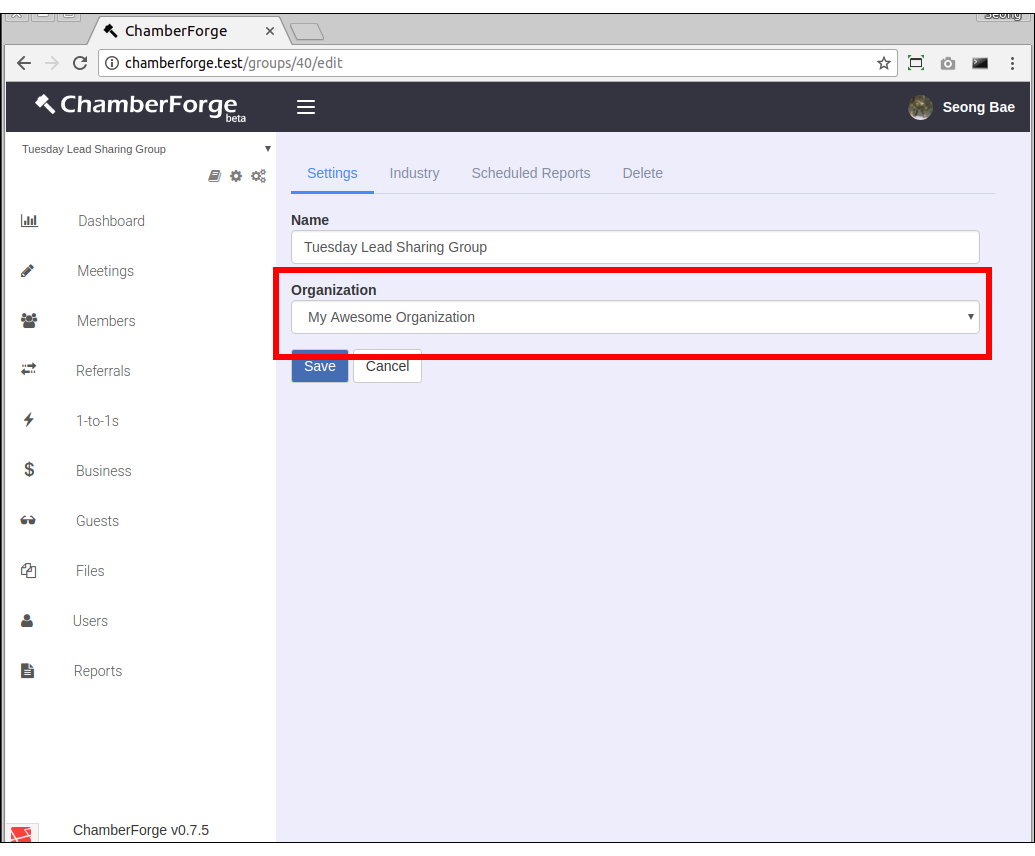 Seong
ChamberForge
chamberforge.test/groups/40/edit
ChamberForge
beta
Seong Bae
Tuesday Lead Sharing Group
Settings Industry Scheduled Reports Delete
Dashboard
Meetings
Members
Referrals
1-to-1s
Business
Guests
Files
Users
Reports
Name
Tuesday Lead Sharing Group
Organization
My Awesome Organization
Save Cancel
ChamberForge v0.7.5